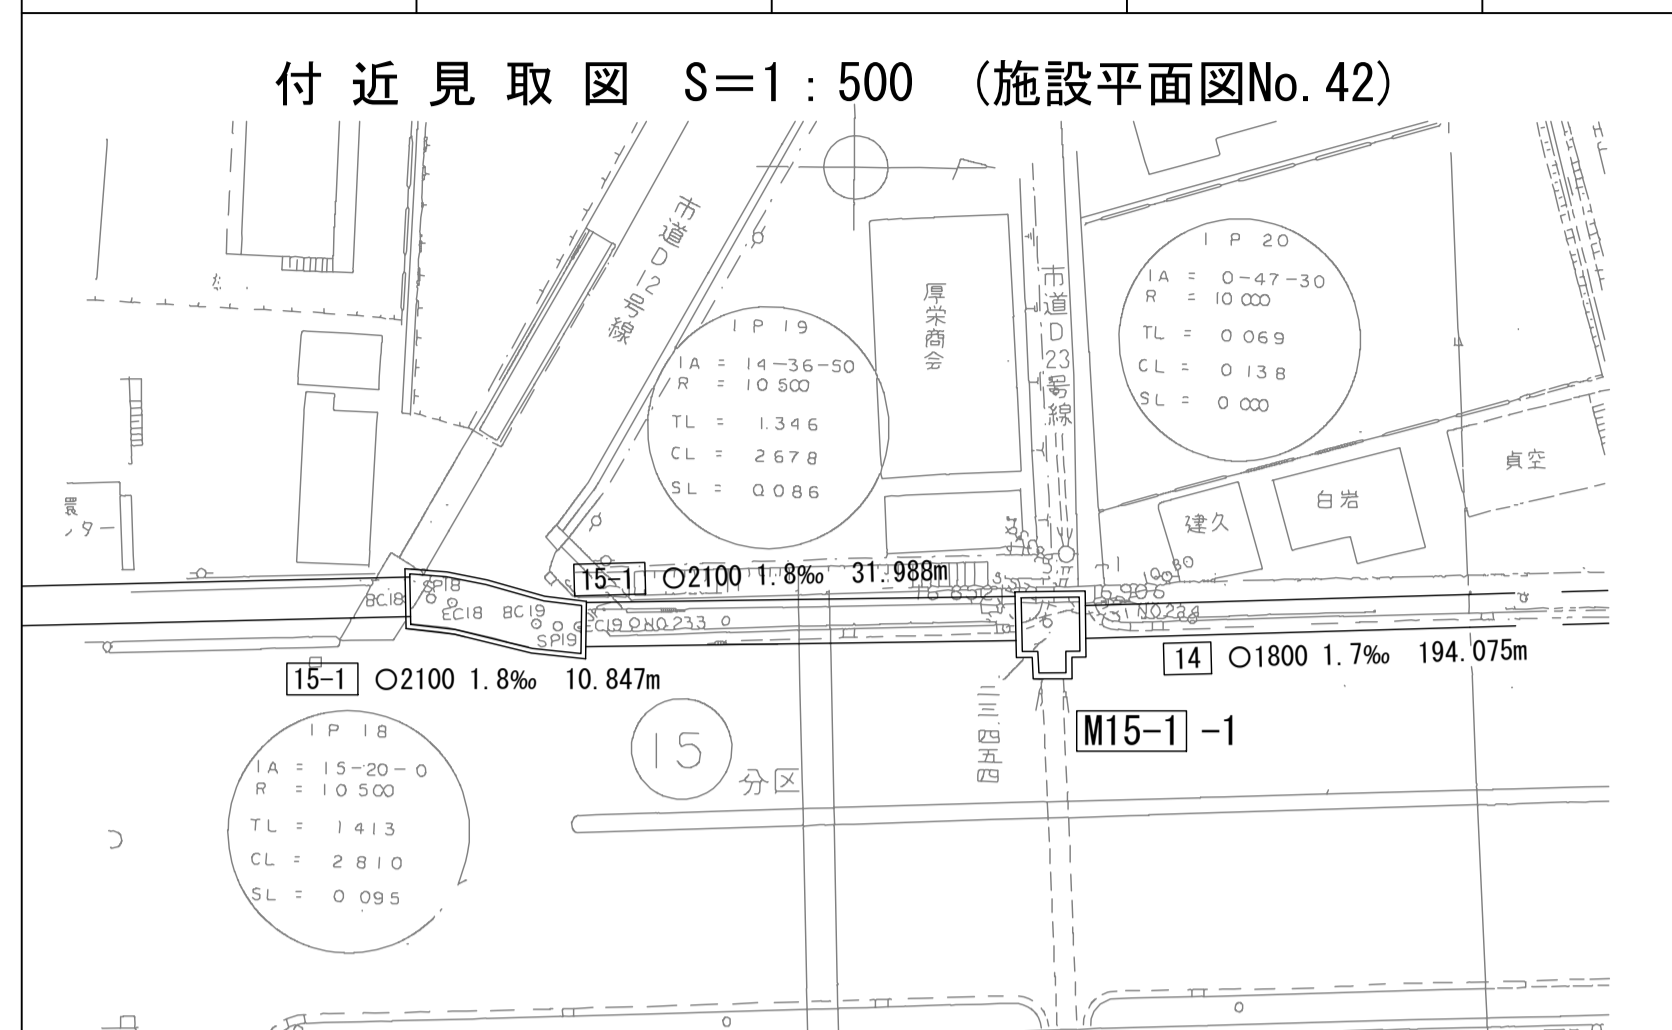 付近見取図 S＝1：500 （施設平面図No.42）
市道D12号線
市道D23号線
厚栄商会
IP 20
IA = 0-47-30
R = 10 000
TL = 0 069
CL = 0 138
SL = 0 000
IP 19
IA = 14-36-50
R = 10 500
TL = 1.346
CL = 2 678
SL = 0.086
貞空
白岩
建久
ンター
15-1 ○2100 1.8‰ 31.988m
BC18
SP18
EC18
BC19
SP19
EC19
NO.233
16 906
15-1 ○2100 1.8‰ 10.847m
14 ○1800 1.7‰ 194.075m
二三.四五四
M15-1 -1
15 分区
IP 18
IA = 15-20-0
R = 10 500
TL = 1 413
CL = 2 810
SL = 0 095